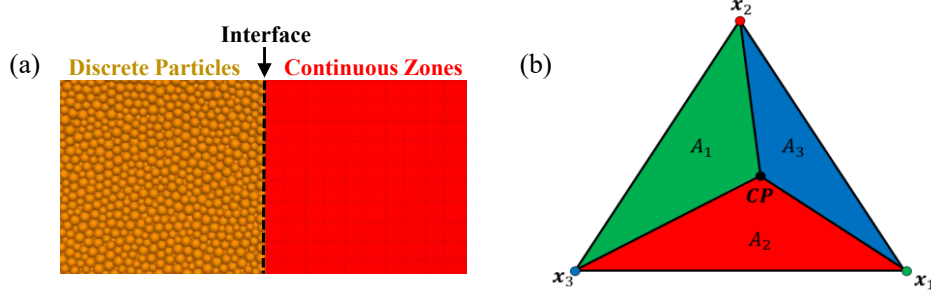 Interface
(a)
Discrete Particles
Continuous Zones
(b)
x₂
A₁
A₃
CP
A₂
x₃
x₁